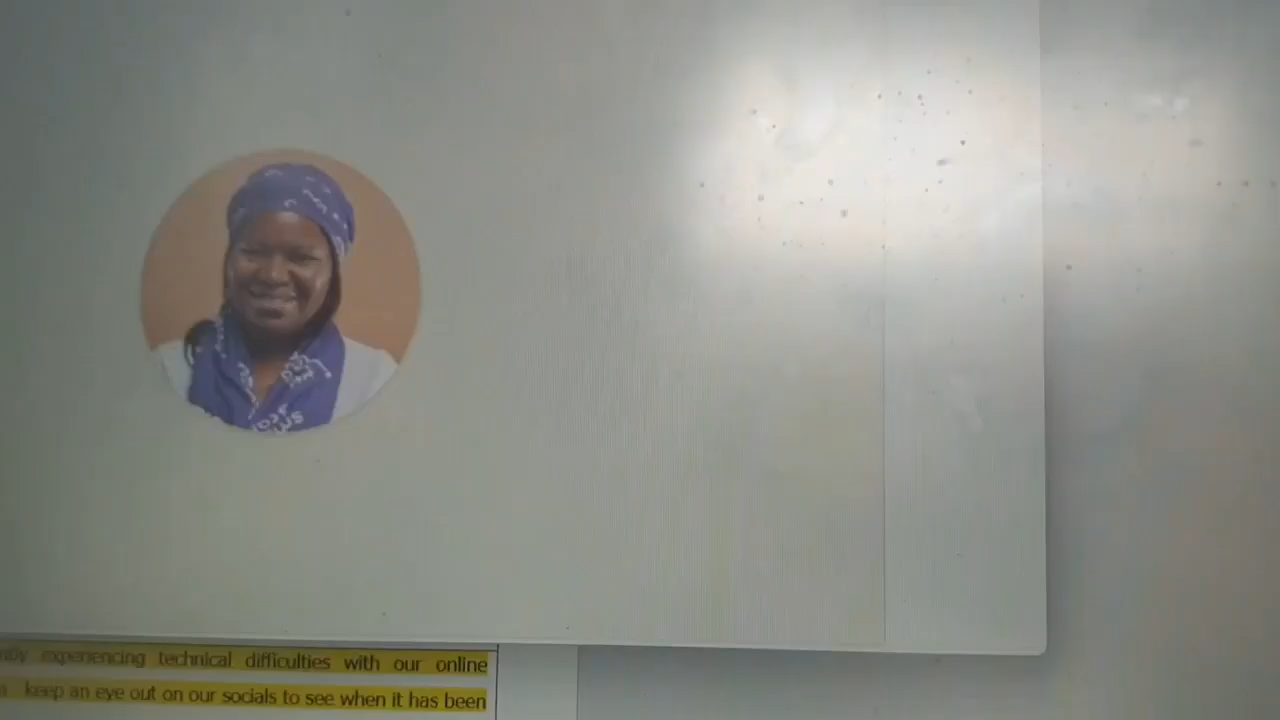 experiencing technical difficulties with our online
keep an eye out on our socials to see when it has been